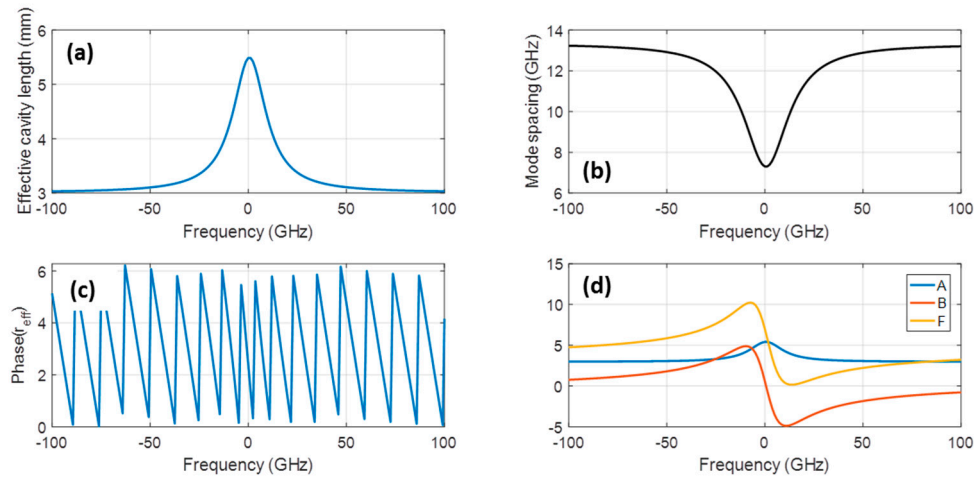 (a)
Effective cavity length (mm)
6
5
4
3
-100 -50 0 50 100
Frequency (GHz)
(b)
Mode spacing (GHz)
14
12
10
8
6
-100 -50 0 50 100
Frequency (GHz)
(c)
Phase(reff)
6
4
2
0
-100 -50 0 50 100
Frequency (GHz)
(d)
15
10
5
0
-5
A
B
F
-100 -50 0 50 100
Frequency (GHz)